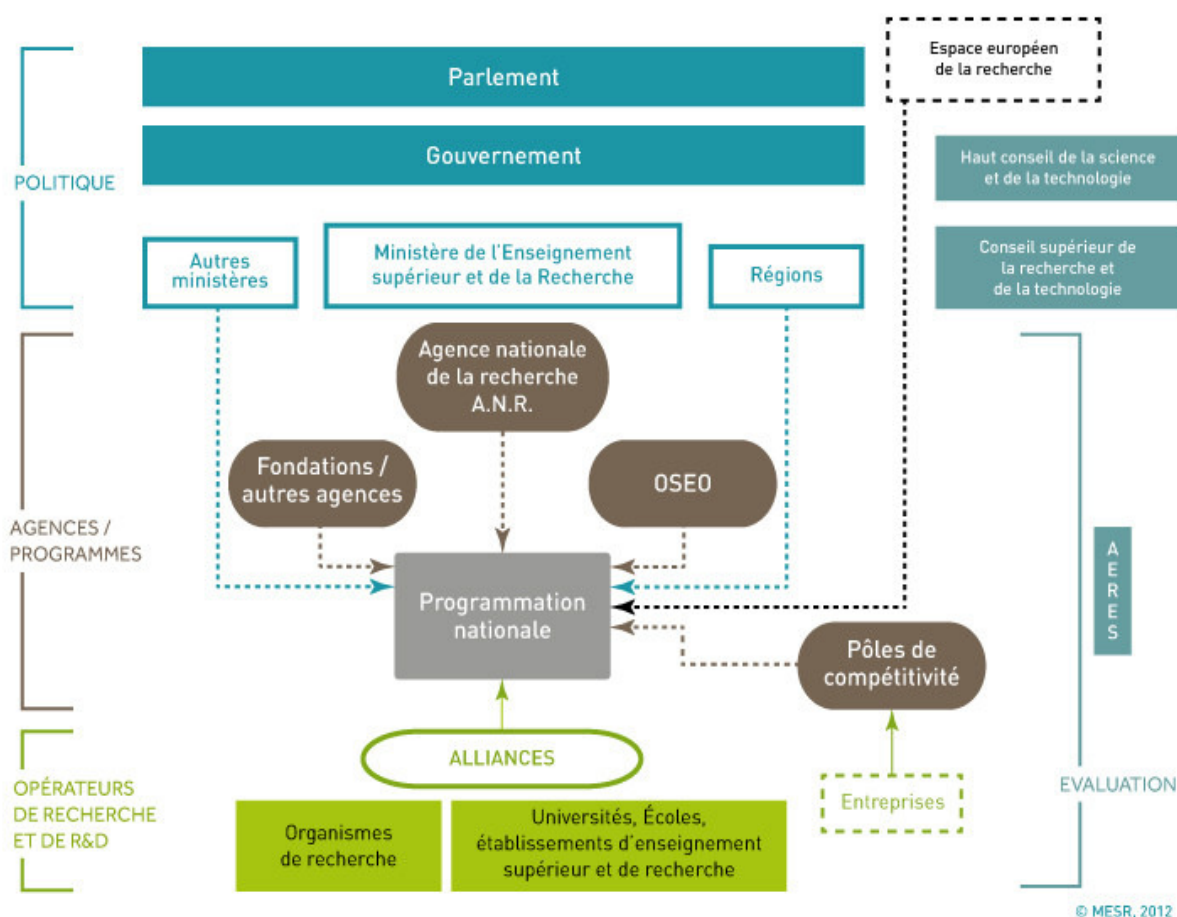 Espace européen
de la recherche
Parlement
Gouvernement
Haut conseil de la science
et de la technologie
POLITIQUE
Autres
ministères
Ministère de l'Enseignement
supérieur et de la Recherche
Régions
Conseil supérieur de
la recherche et
de la technologie
Agence nationale
de la recherche
A.N.R.
Fondations /
autres agences
OSEO
AGENCES /
PROGRAMMES
Programmation
nationale
AERES
Pôles de
compétitivité
ALLIANCES
OPÉRATEURS
DE RECHERCHE
ET DE R&D
Entreprises
EVALUATION
Organismes
de recherche
Universités, Écoles,
établissements d'enseignement
supérieur et de recherche
© MESR, 2012